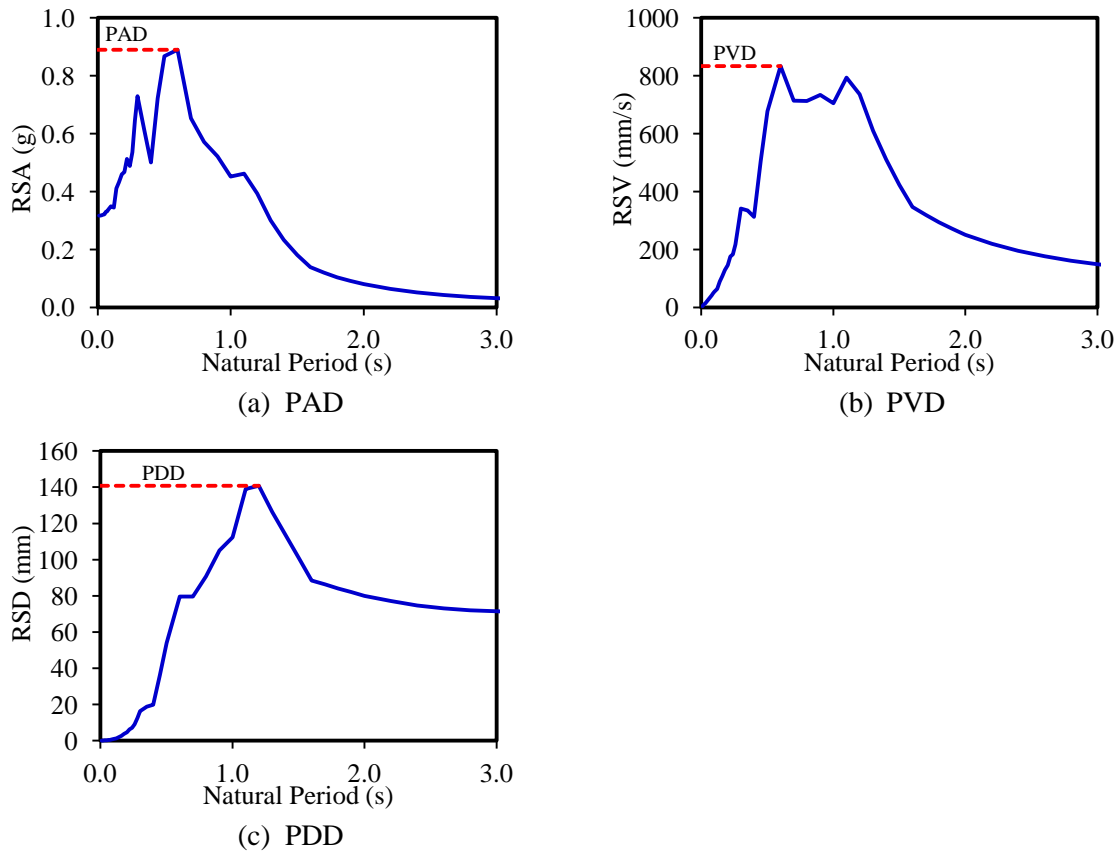 1.0
PAD
0.8
0.6
0.4
0.2
0.0
RSA (g)
0.0 1.0 2.0 3.0
Natural Period (s)
(a) PAD
1000
PVD
800
600
400
200
0
RSV (mm/s)
0.0 1.0 2.0 3.0
Natural Period (s)
(b) PVD
160
PDD
140
120
100
80
60
40
20
0
RSD (mm)
0.0 1.0 2.0 3.0
Natural Period (s)
(c) PDD